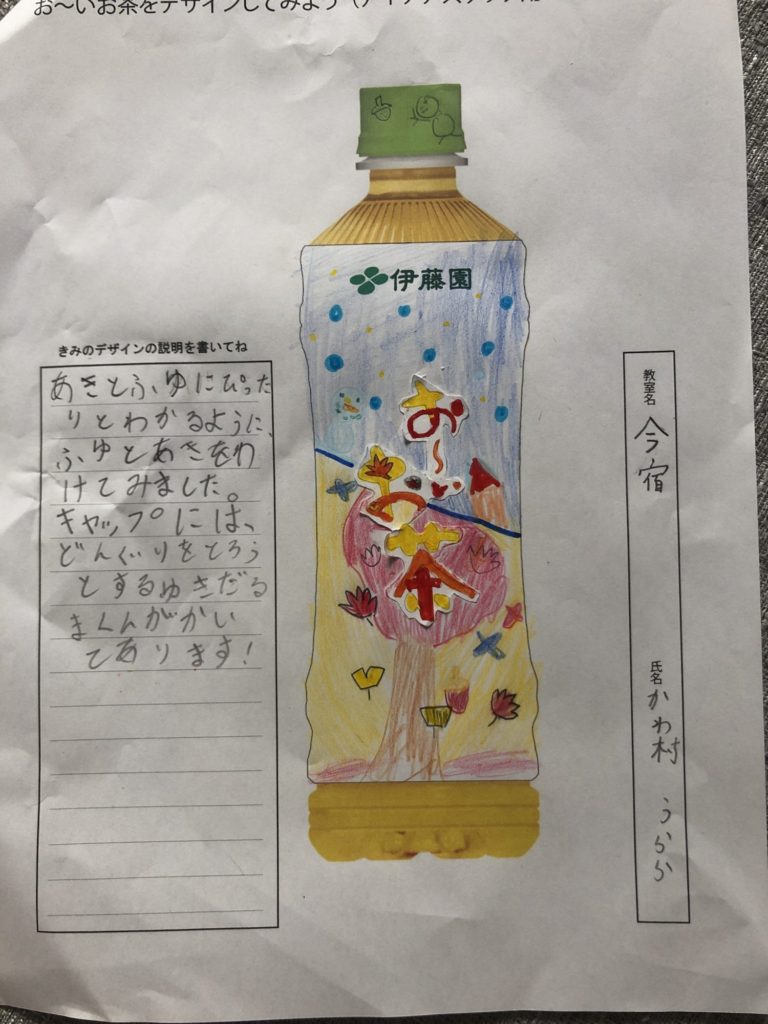 お〜いお茶をデザインしてみよう
伊藤園
お〜い
お茶
きみのデザインの説明を書いてね
あきとふゆにぴった
りとわかるように、
ふゆとあきをわ
けてみました。
キャップには、
どんぐりをとろう
とするゆきだる
まくんがかい
てあります!
教室名
今宿
氏名
かわ村 うらら